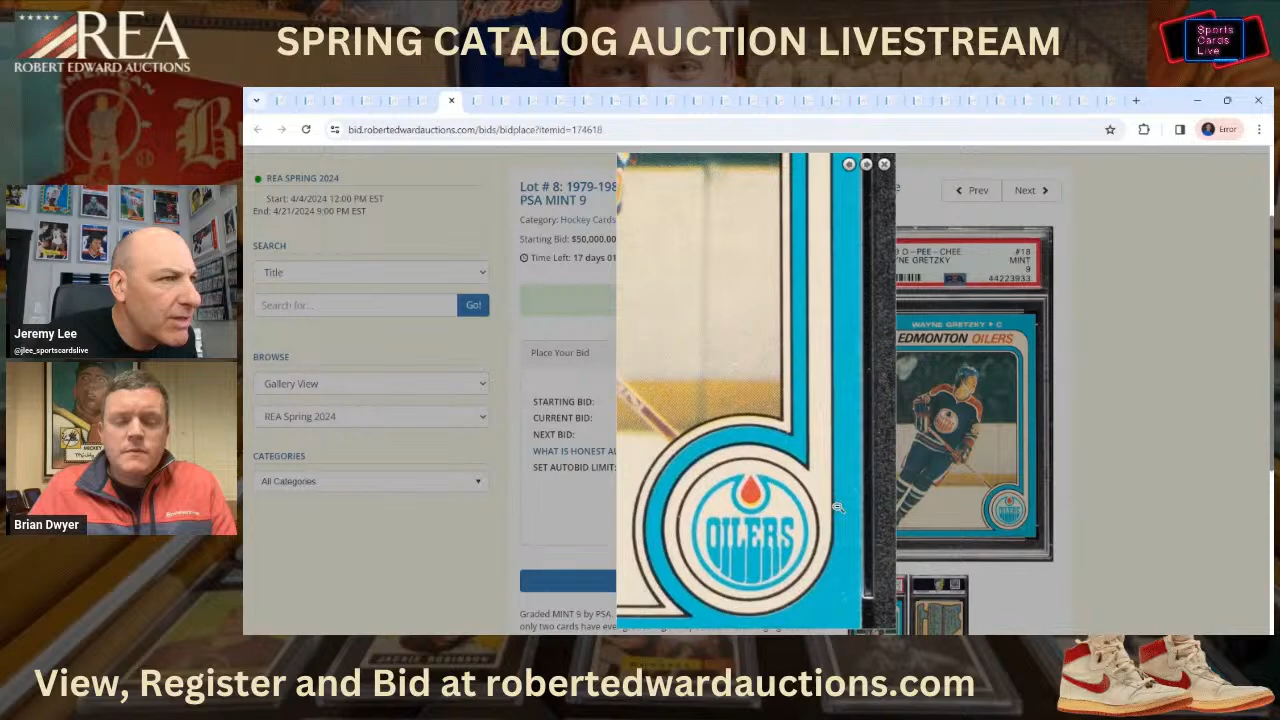 REA
ROBERT EDWARD AUCTIONS
SPRING CATALOG AUCTION LIVESTREAM
Sports
Cards
Live
bid.robertedwardauctions.com/bids/bidplace?itemid=174618
Error
REA SPRING 2024
Start: 4/4/2024 12:00 PM EST
End: 4/21/2024 9:00 PM EST
SEARCH
Title
Search for...
Go!
BROWSE
Gallery View
REA Spring 2024
CATEGORIES
All Categories
Lot # 8: 1979-198
PSA MINT 9
Category: Hockey Cards
Starting Bid: $50,000.00
Time Left: 17 days 01
Place Your Bid
STARTING BID:
CURRENT BID:
NEXT BID:
WHAT IS HONEST AL
SET AUTOBID LIMIT:
Graded MINT 9 by PSA.
only two cards have eve
OILERS
Prev
Next
O-PEE-CHEE
#18
NE GRETZKY
MINT
9
44223933
WAYNE GRETZKY • C
EDMONTON OILERS
Jeremy Lee
@jlee_sportscardslive
Brian Dwyer
View, Register and Bid at robertedwardauctions.com